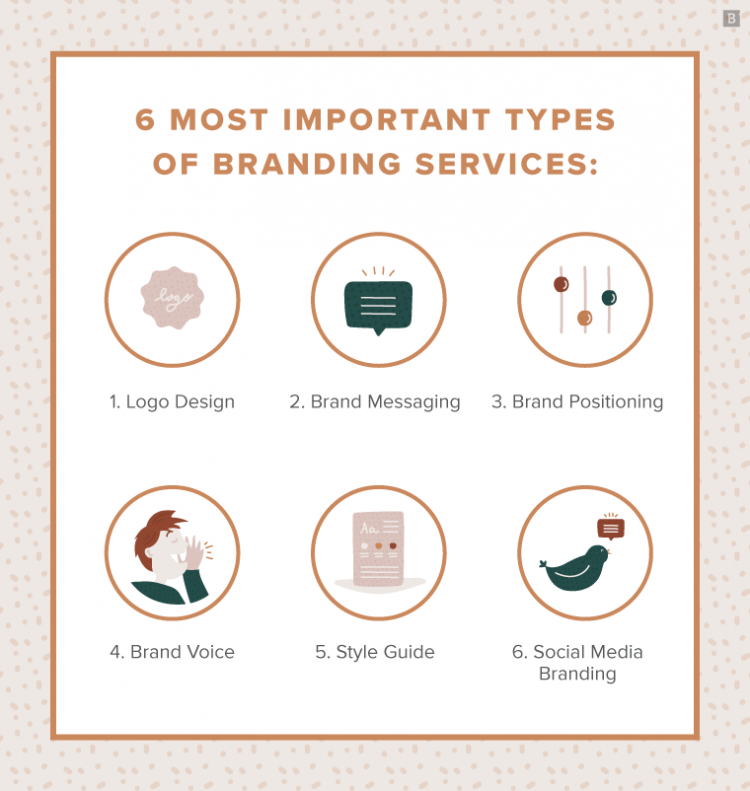 B
6 MOST IMPORTANT TYPES
OF BRANDING SERVICES:
logo
1. Logo Design
2. Brand Messaging
3. Brand Positioning
Aa
4. Brand Voice
5. Style Guide
6. Social Media
Branding